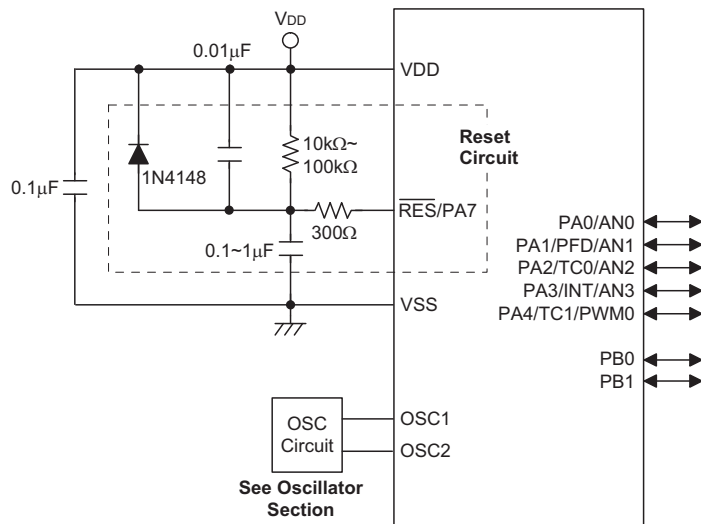 VDD
0.01μF
VDD
Reset
Circuit
10kΩ~
100kΩ
1N4148
0.1μF
RES/PA7
300Ω
0.1~1μF
VSS
PA0/AN0
PA1/PFD/AN1
PA2/TC0/AN2
PA3/INT/AN3
PA4/TC1/PWM0
PB0
PB1
OSC
Circuit
OSC1
OSC2
See Oscillator
Section